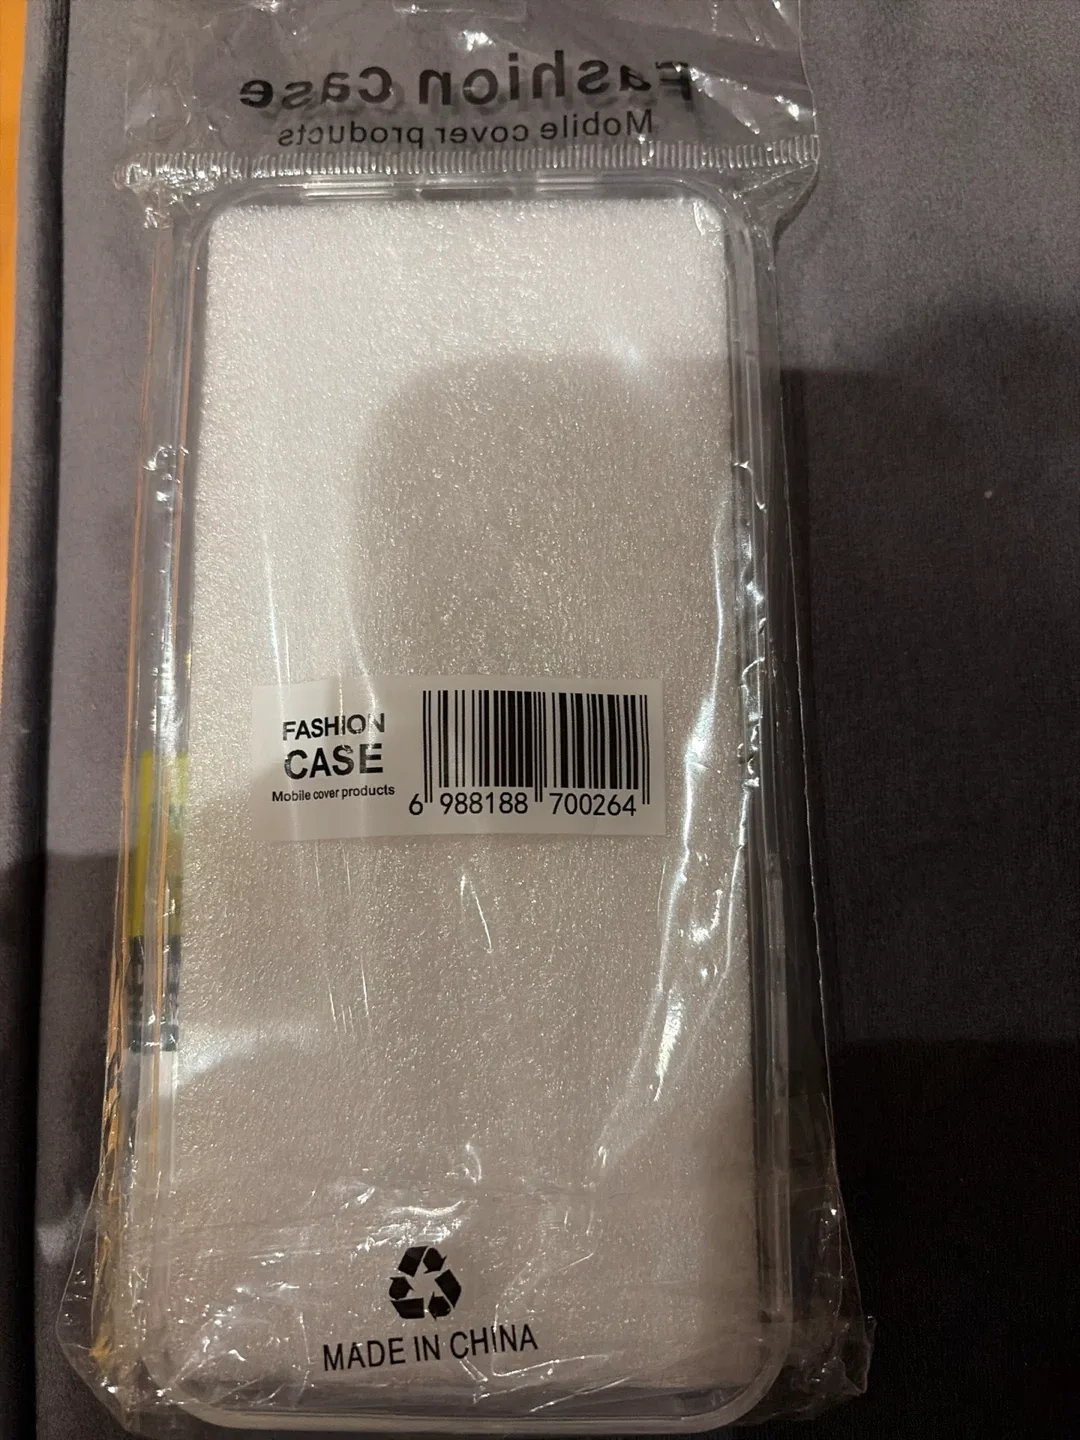 Fashion case
Mobile cover products
FASHION
CASE
Mobile cover products
6 988188 700264
MADE IN CHINA